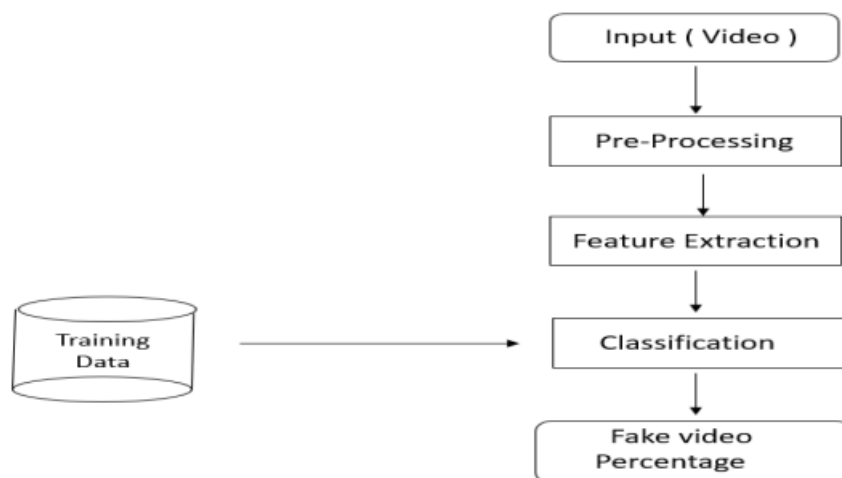 Input ( Video )
Pre-Processing
Feature Extraction
Training
Data
Classification
Fake video
Percentage